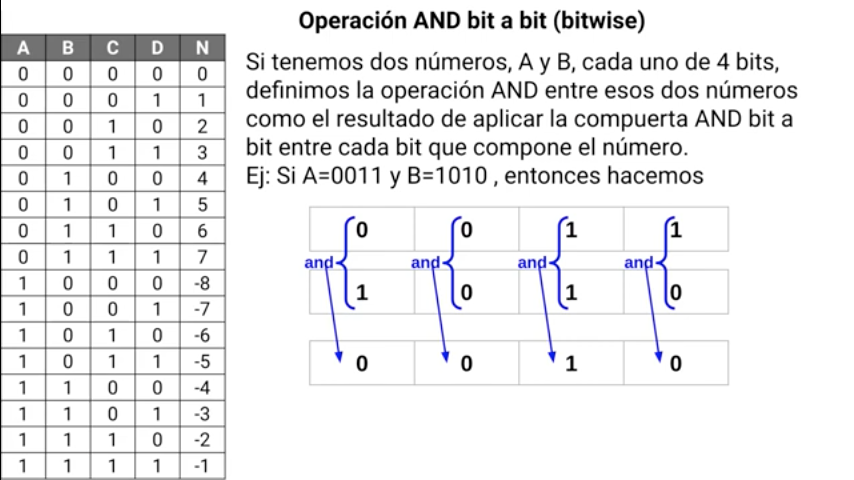 Operación AND bit a bit (bitwise)
A B C D N
0 0 0 0 0
0 0 0 1 1
0 0 1 0 2
0 0 1 1 3
0 1 0 0 4
0 1 0 1 5
0 1 1 0 6
0 1 1 1 7
1 0 0 0 -8
1 0 0 1 -7
1 0 1 0 -6
1 0 1 1 -5
1 1 0 0 -4
1 1 0 1 -3
1 1 1 0 -2
1 1 1 1 -1
Si tenemos dos números, A y B, cada uno de 4 bits,
definimos la operación AND entre esos dos números
como el resultado de aplicar la compuerta AND bit a
bit entre cada bit que compone el número.
Ej: Si A=0011 y B=1010 , entonces hacemos
0 0 1 1
and and and and
1 0 1 0
0 0 1 0